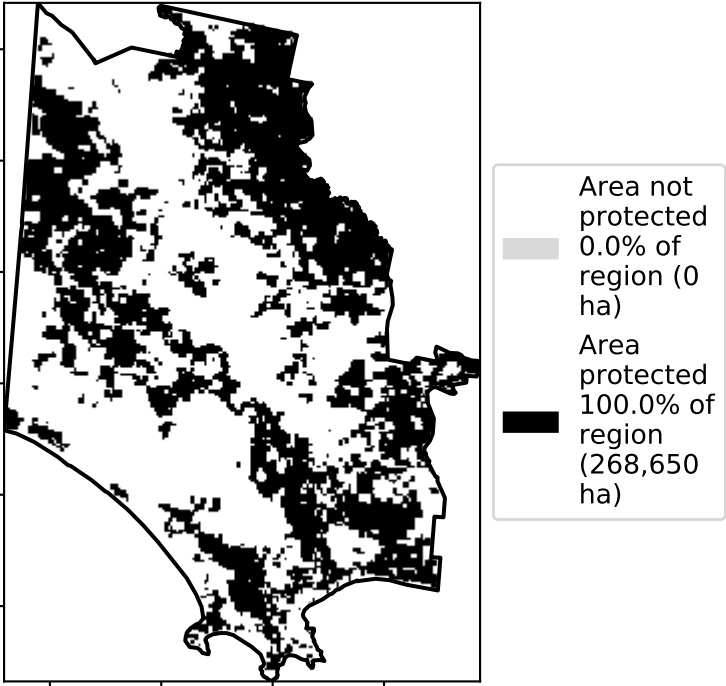 Area not
protected
0.0% of
region (0
ha)
Area
protected
100.0% of
region
(268,650
ha)